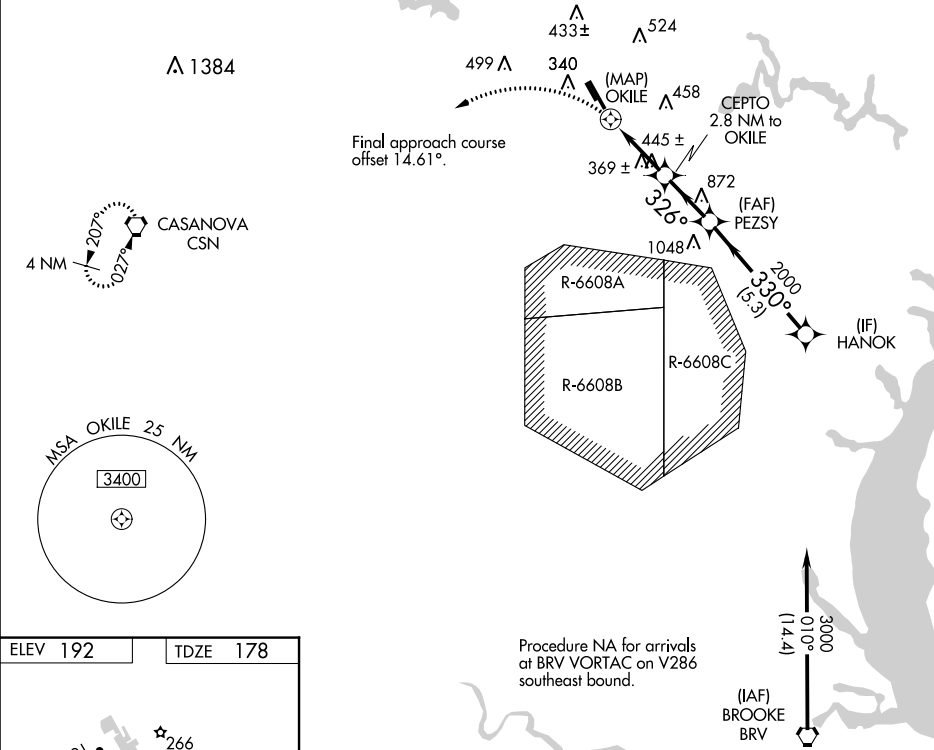 433±
524
1384
499
340
(MAP)
OKILE
458
CEPTO
2.8 NM to
OKILE
Final approach course
offset 14.61°.
445 ±
369 ±
872
326°
(FAF)
PEZSY
207°
027°
4 NM
CASANOVA
CSN
1048
2000
330°
(5.3)
R-6608A
(IF)
HANOK
R-6608B
R-6608C
MSA OKILE 25 NM
3400
3000
010°
(14.4)
ELEV 192
TDZE 178
Procedure NA for arrivals
at BRV VORTAC on V286
southeast bound.
(IAF)
BROOKE
BRV
266